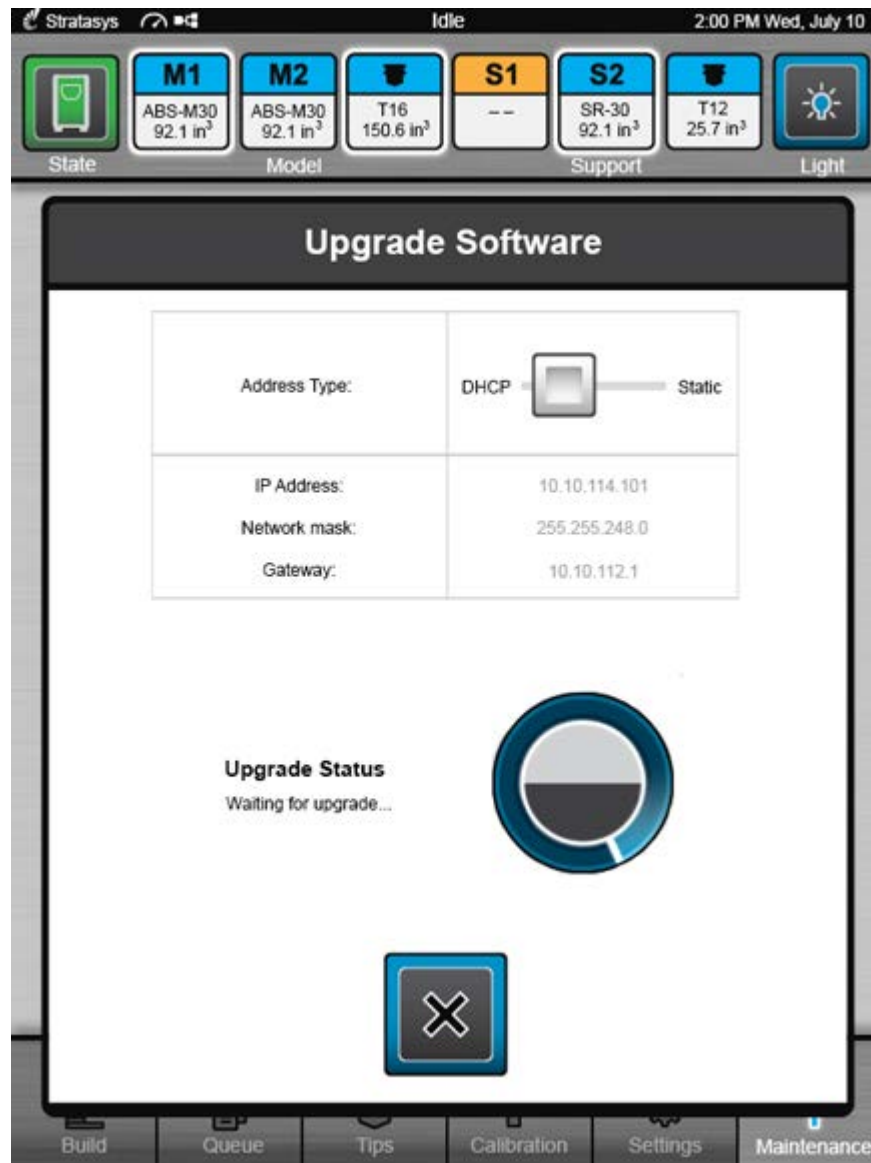 Stratasys Idle 2:00 PM Wed, July 10
M1 M2 S1 S2
ABS-M30 ABS-M30 T16 -- SR-30 T12
92.1 in³ 92.1 in³ 150.6 in³ 92.1 in³ 25.7 in³
State Model Support Light
Upgrade Software
Address Type: DHCP Static
IP Address: 10.10.114.101
Network mask: 255.255.248.0
Gateway: 10.10.112.1
Upgrade Status
Waiting for upgrade...
Build Queue Tips Calibration Settings Maintenance